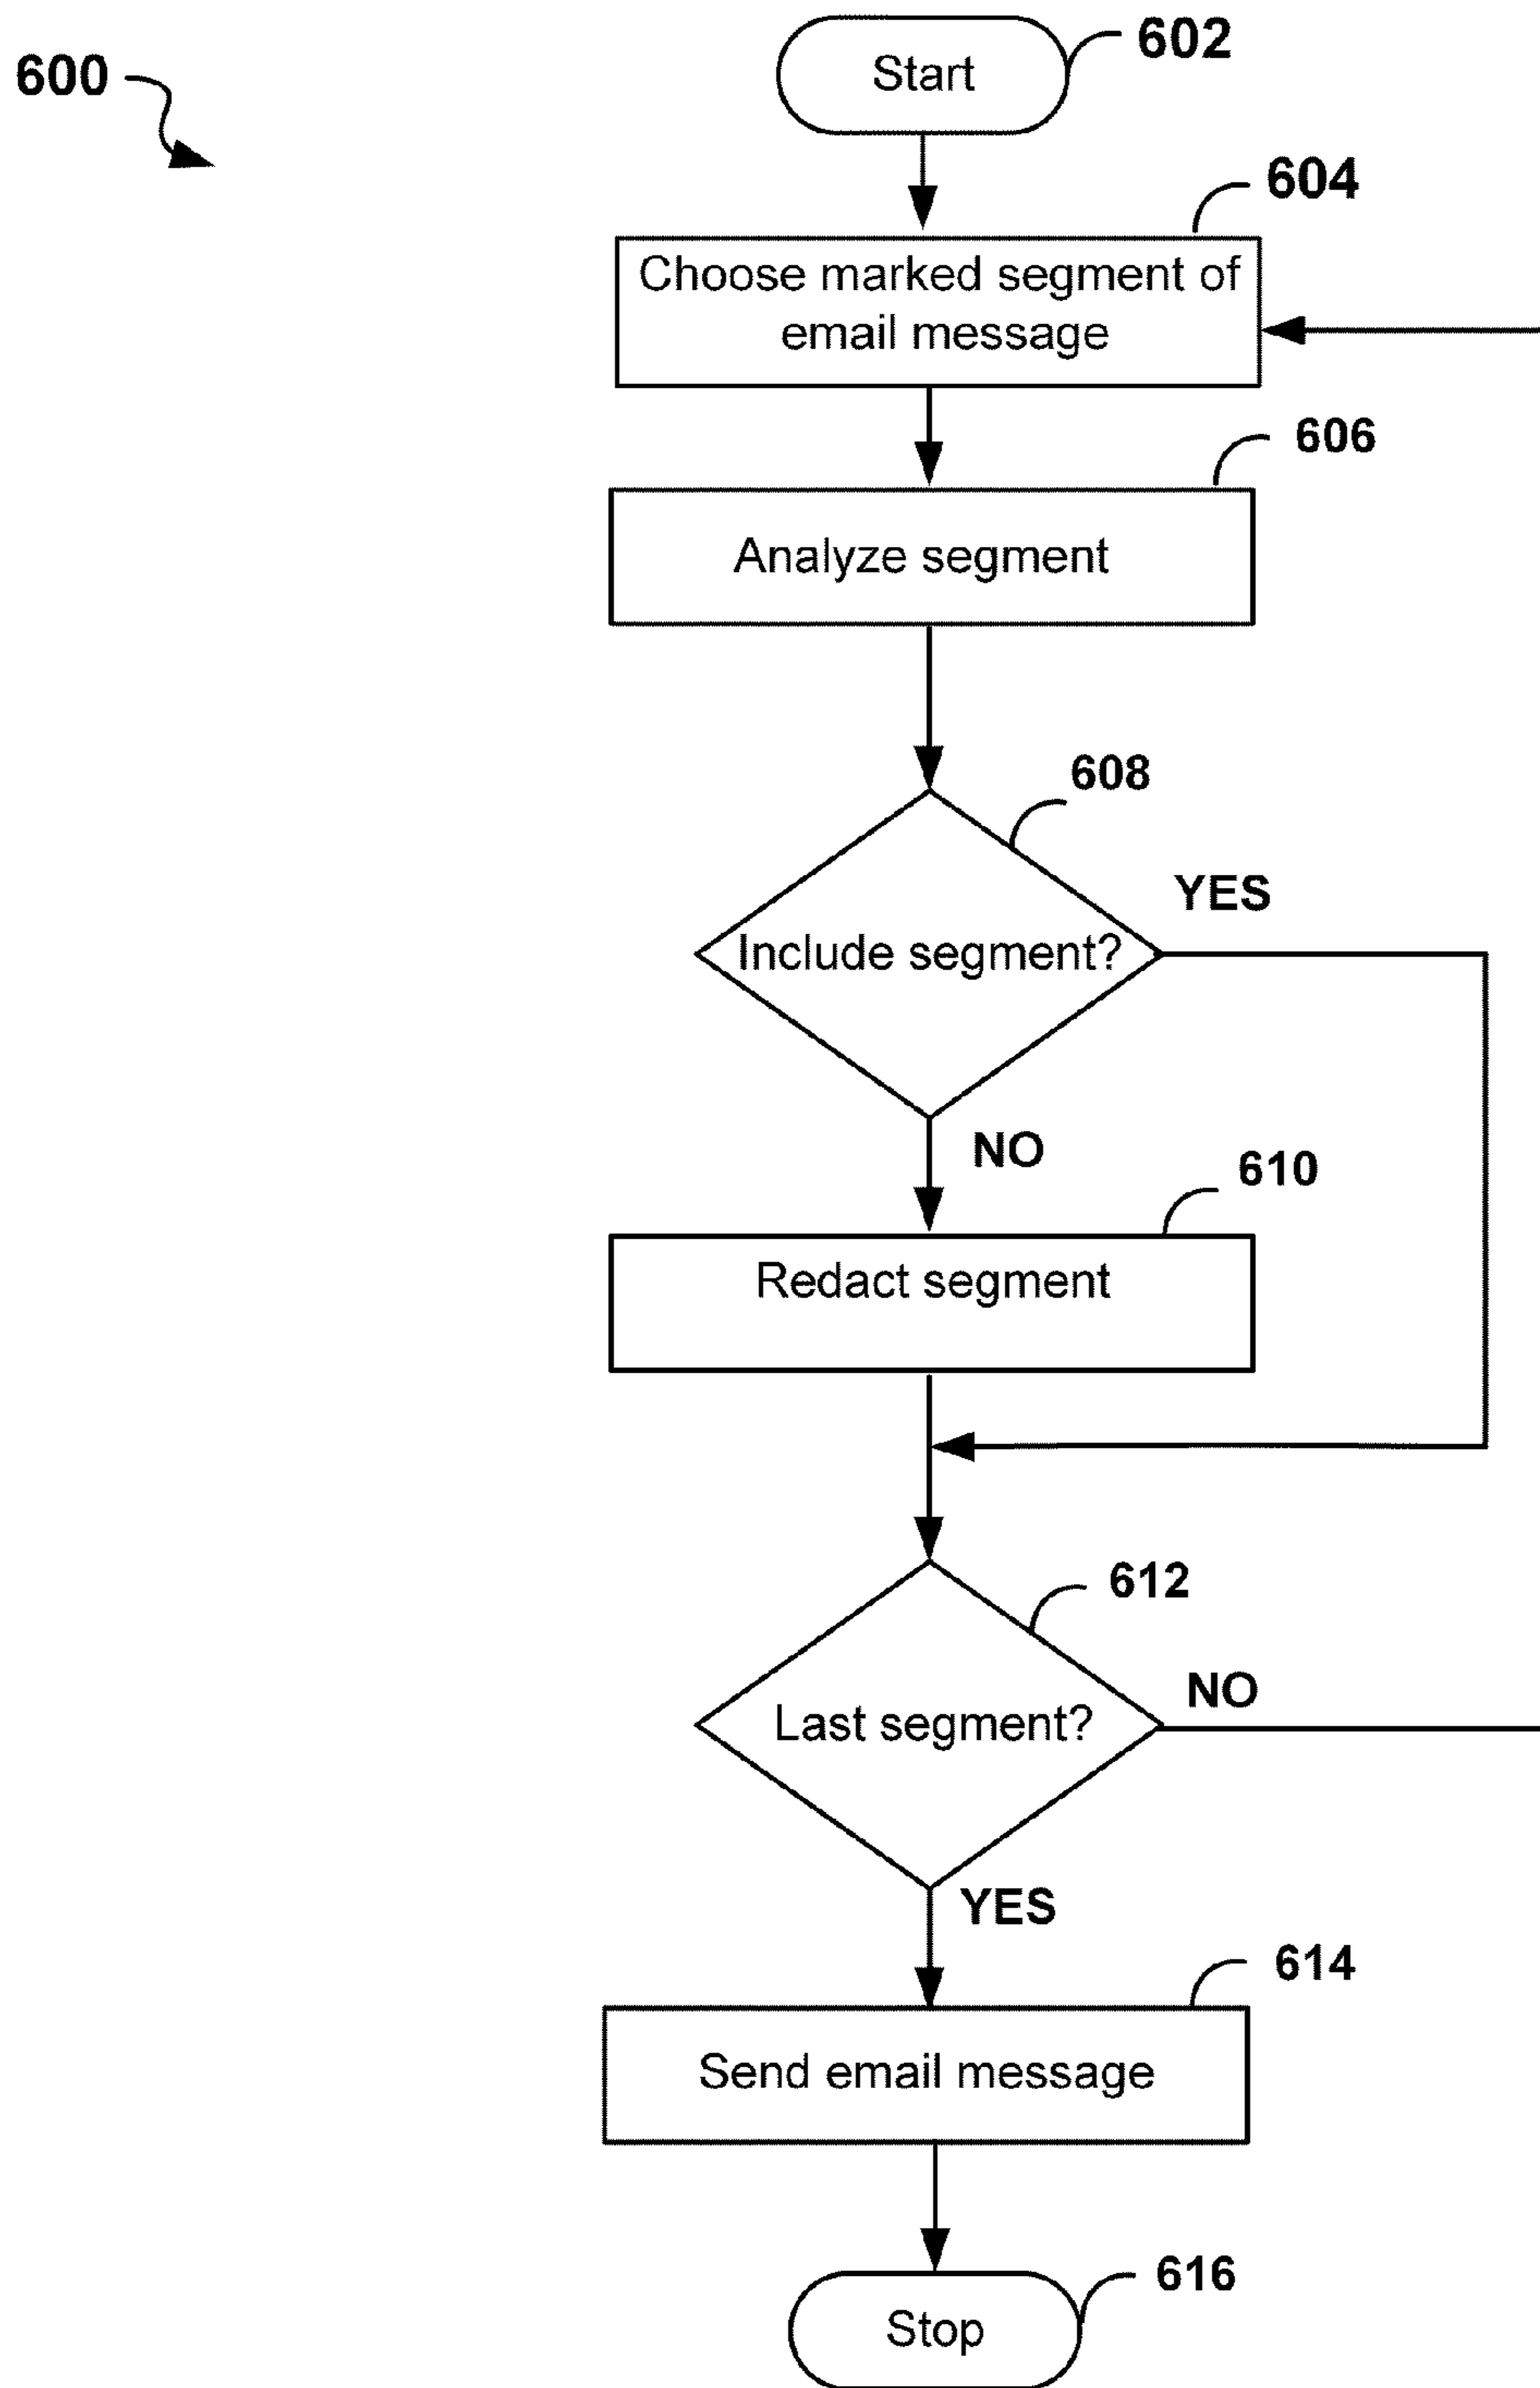 600
602
Start
604
Choose marked segment of
email message
606
Analyze segment
608
YES
Include segment?
NO
610
Redact segment
612
NO
Last segment?
YES
614
Send email message
616
Stop